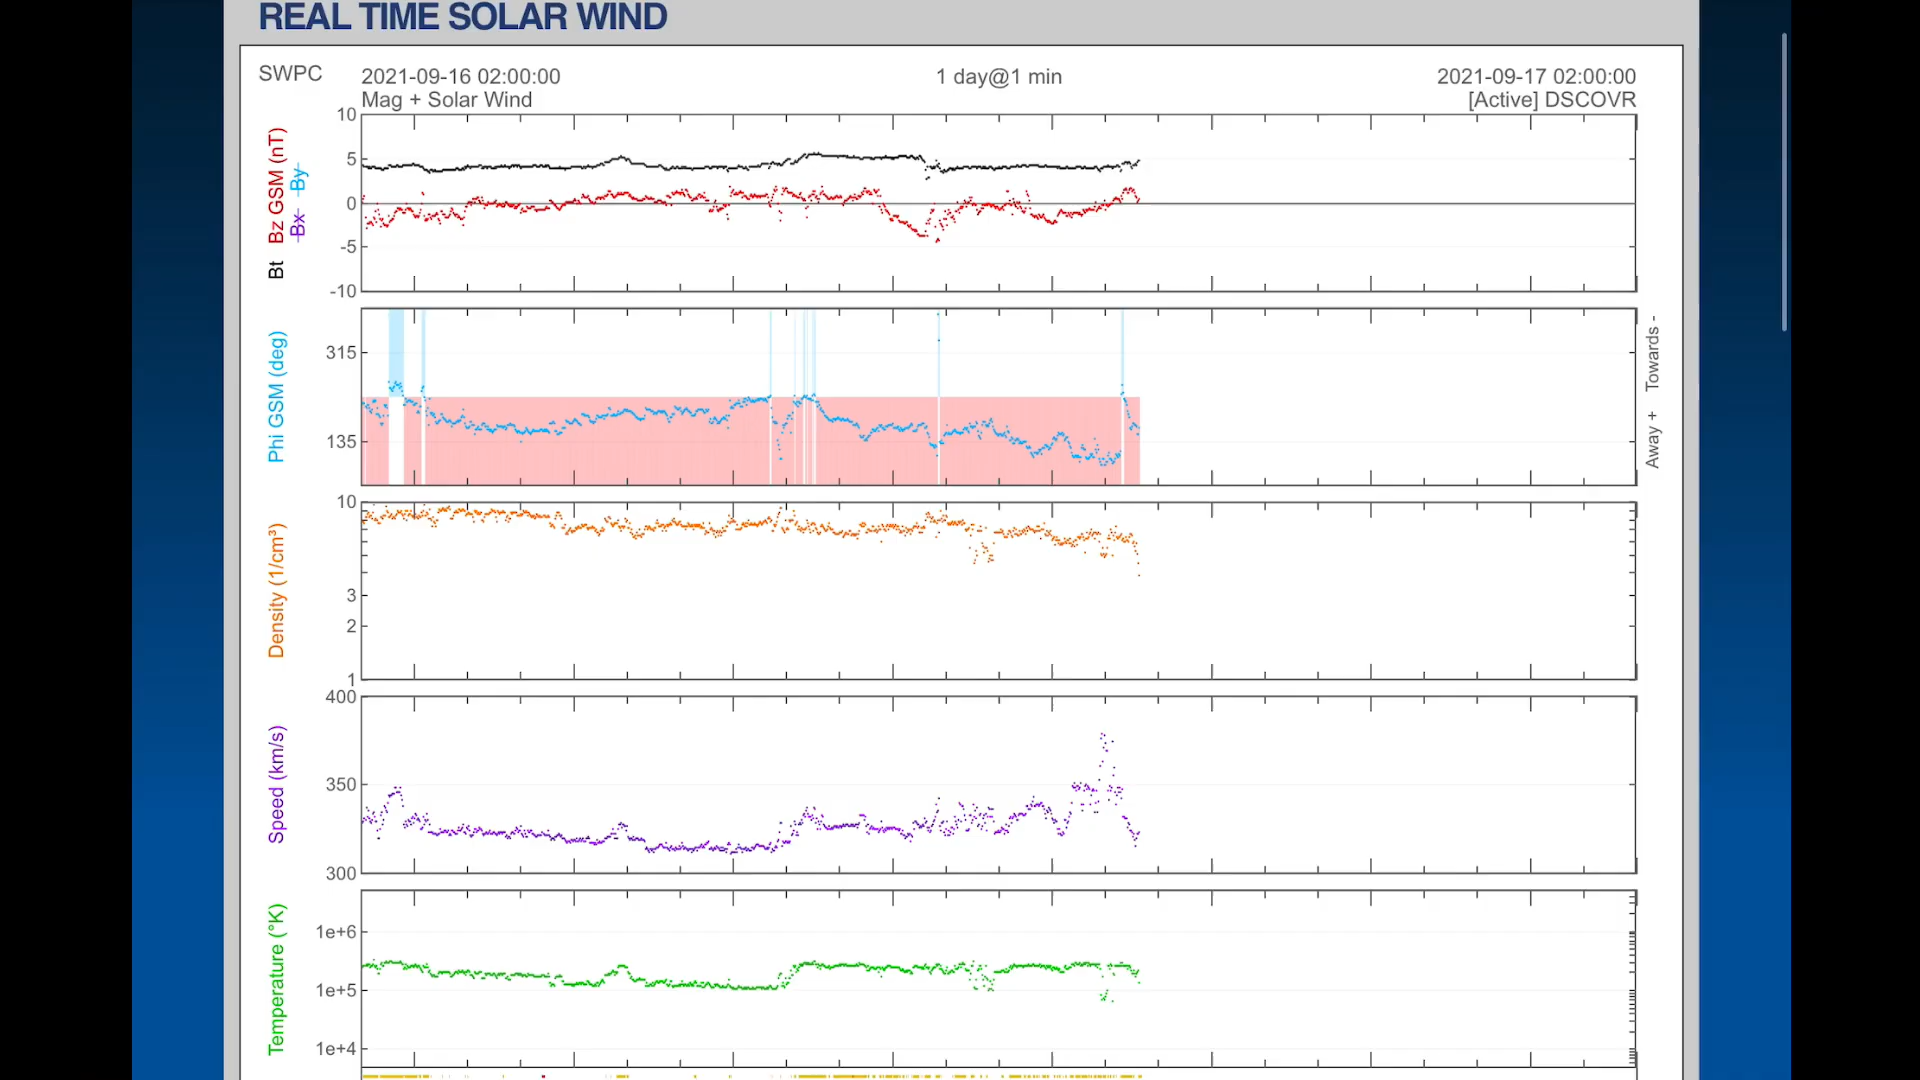 REAL TIME SOLAR WIND
SWPC
2021-09-16 02:00:00
1 day@1 min
2021-09-17 02:00:00
Mag + Solar Wind
[Active] DSCOVR
Bt Bz GSM (nT)
Bx By
10
5
0
-5
-10
Phi GSM (deg)
315
135
Away + Towards -
Density (1/cm³)
10
3
2
1
Speed (km/s)
400
350
300
Temperature (°K)
1e+6
1e+5
1e+4